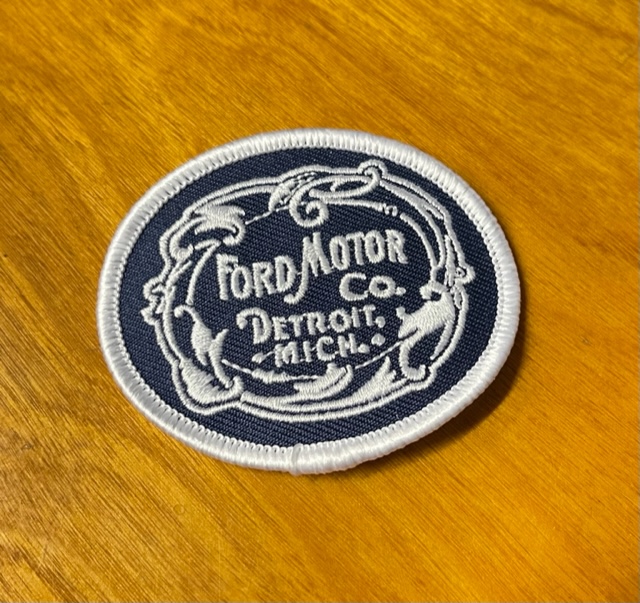 FORD MOTOR
CO.
DETROIT,
• MICH. •